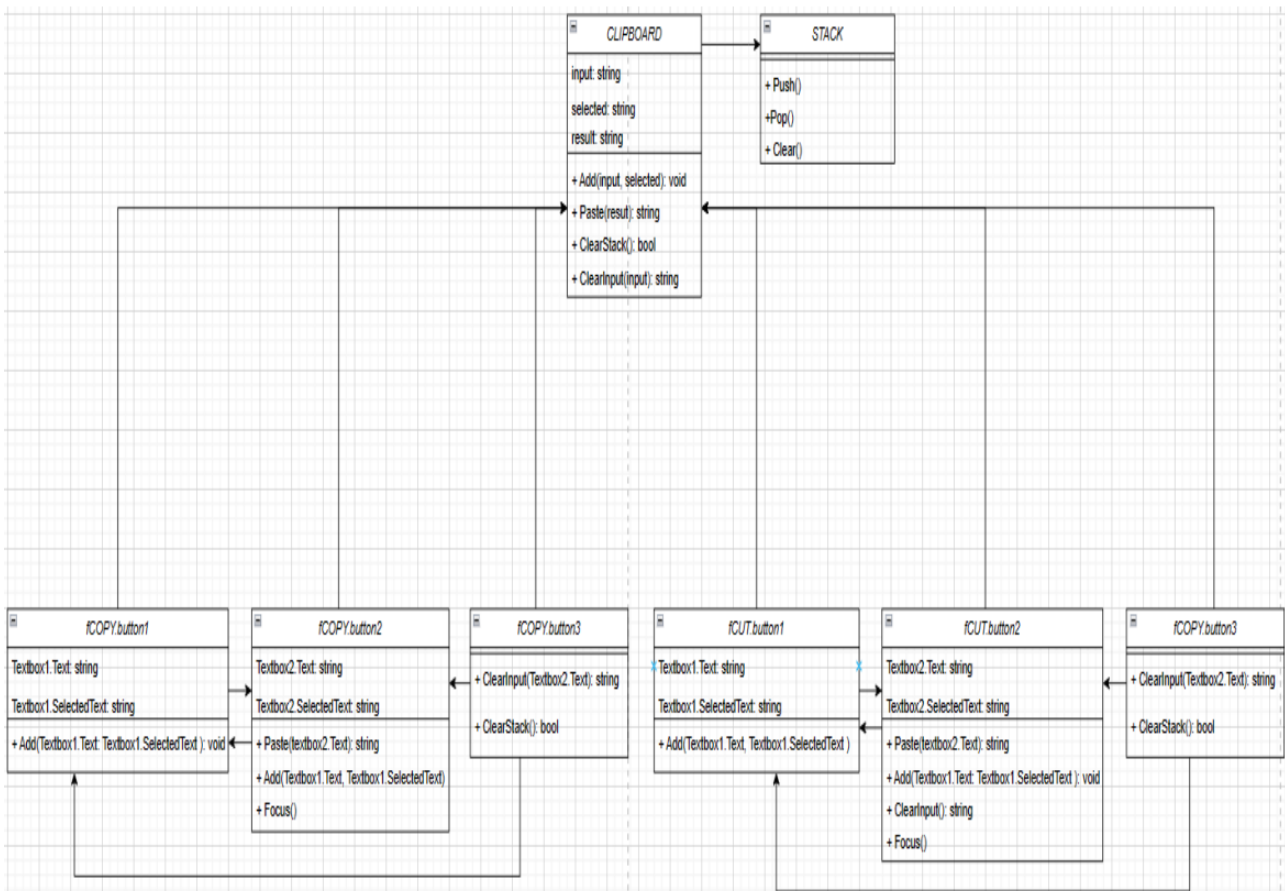 CLIPBOARD
input: string
selected: string
result: string
+ Add(input, selected): void
+ Paste(resut): string
+ ClearStack(): bool
+ ClearInput(input): string
STACK
+ Push()
+Pop()
+ Clear()
fCOPY.button1
Textbox1.Text: string
Textbox1.SelectedText: string
+ Add(Textbox1.Text: Textbox1.SelectedText ): void
fCOPY.button2
Textbox2.Text: string
Textbox2.SelectedText: string
+ Paste(textbox2.Text): string
+ Add(Textbox1.Text, Textbox1.SelectedText)
+ Focus()
fCOPY.button3
+ ClearInput(Textbox2.Text): string
+ ClearStack(): bool
fCUT.button1
Textbox1.Text: string
Textbox1.SelectedText: string
+ Add(Textbox1.Text, Textbox1.SelectedText )
fCUT.button2
Textbox2.Text: string
Textbox2.SelectedText: string
+ Paste(textbox2.Text): string
+ Add(Textbox1.Text: Textbox1.SelectedText ): void
+ ClearInput(): string
+ Focus()
fCOPY.button3
+ ClearInput(Textbox2.Text): string
+ ClearStack(): bool